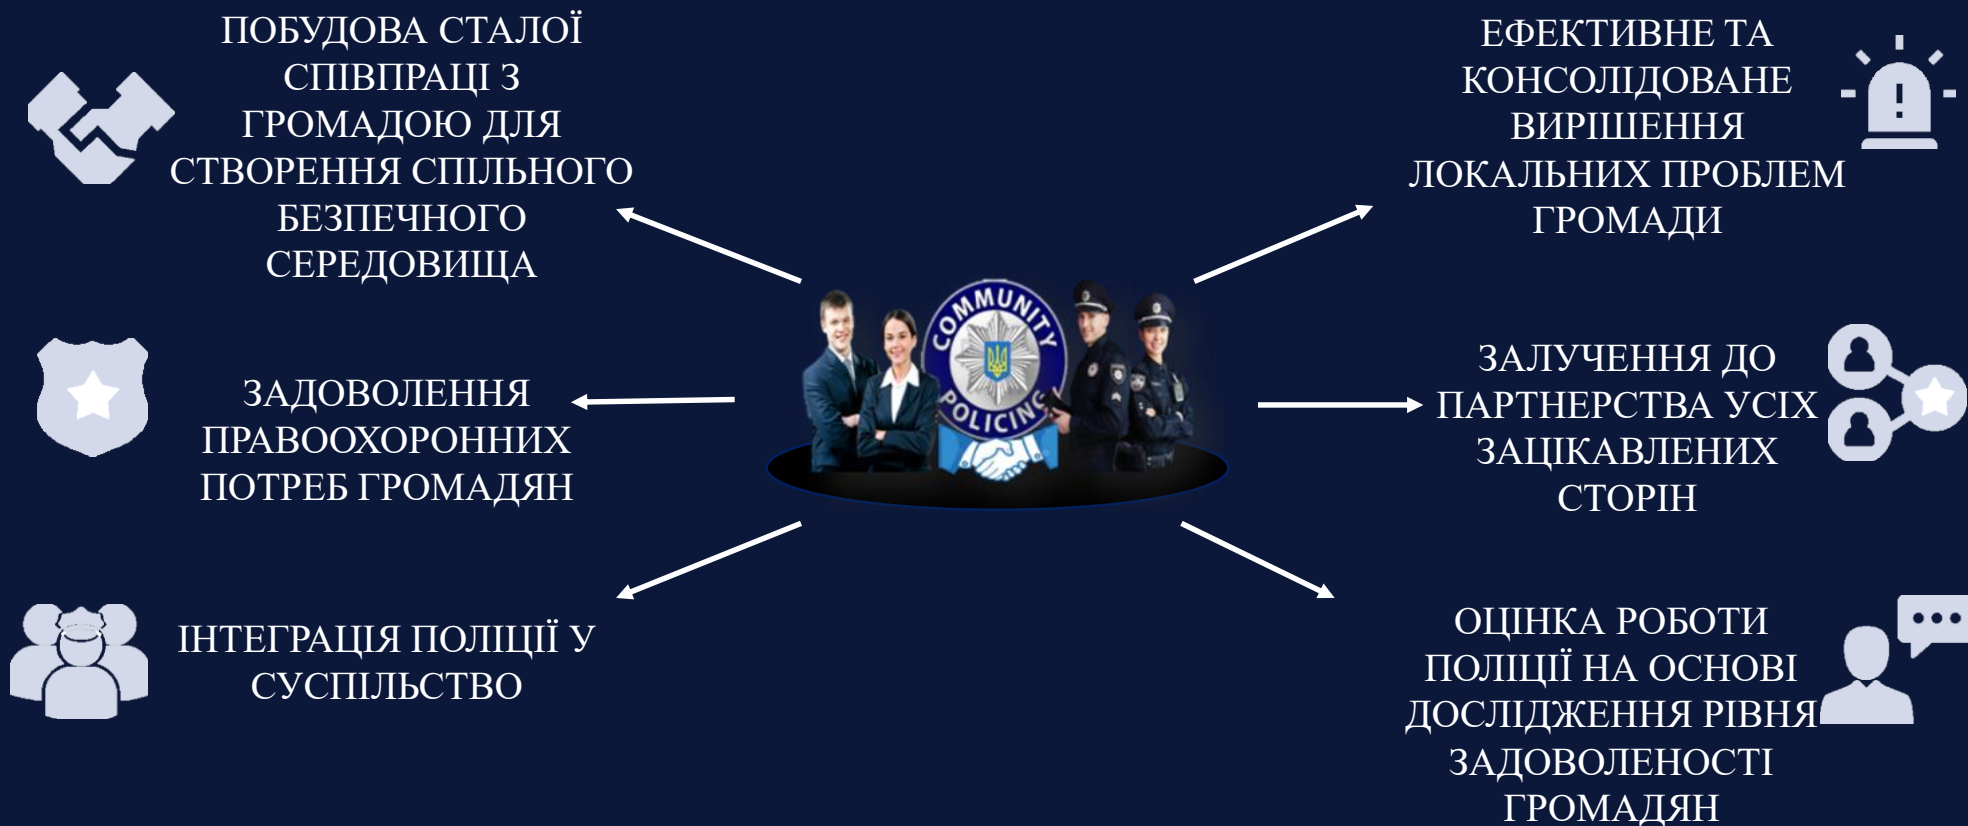 ПОБУДОВА СТАЛОЇ
СПІВПРАЦІ З
ГРОМАДОЮ ДЛЯ
СТВОРЕННЯ СПІЛЬНОГО
БЕЗПЕЧНОГО
СЕРЕДОВИЩА
ЗАДОВОЛЕННЯ
ПРАВООХОРОННИХ
ПОТРЕБ ГРОМАДЯН
ІНТЕГРАЦІЯ ПОЛІЦІЇ У
СУСПІЛЬСТВО
COMMUNITY
POLICING
ЕФЕКТИВНЕ ТА
КОНСОЛІДОВАНЕ
ВИРІШЕННЯ
ЛОКАЛЬНИХ ПРОБЛЕМ
ГРОМАДИ
ЗАЛУЧЕННЯ ДО
ПАРТНЕРСТВА УСІХ
ЗАЦІКАВЛЕНИХ
СТОРІН
ОЦІНКА РОБОТИ
ПОЛІЦІЇ НА ОСНОВІ
ДОСЛІДЖЕННЯ РІВНЯ
ЗАДОВОЛЕНОСТІ
ГРОМАДЯН